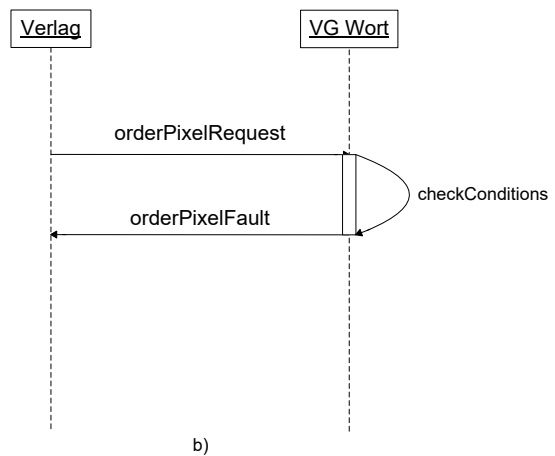 Verlag
VG Wort
orderPixelRequest
checkConditions
orderPixelFault
b)